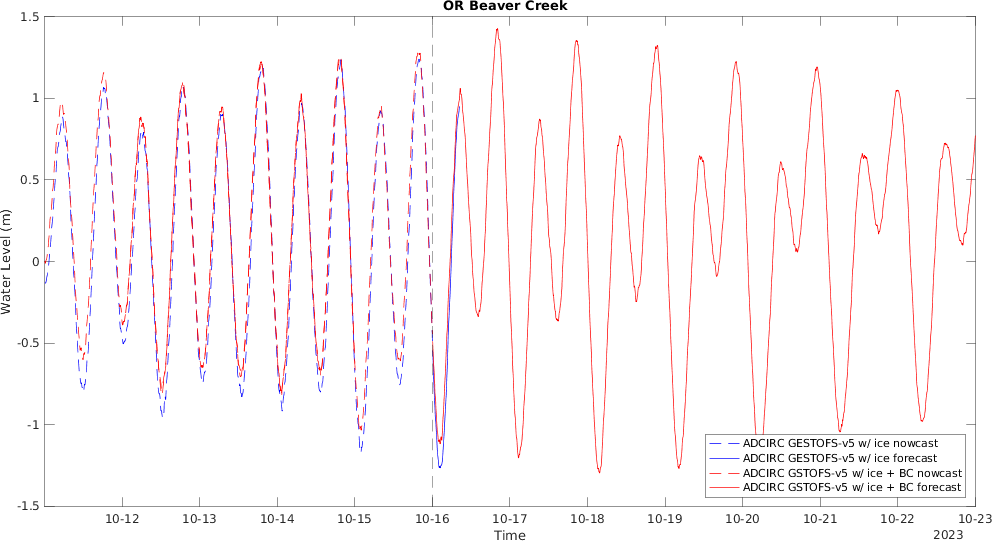 OR Beaver Creek
1.5
1
0.5
0
-0.5
-1
-1.5
Water Level (m)
ADCIRC GESTOFS-v5 w/ ice nowcast
ADCIRC GESTOFS-v5 w/ ice forecast
ADCIRC GSTOFS-v5 w/ ice + BC nowcast
ADCIRC GSTOFS-v5 w/ ice + BC forecast
10-12 10-13 10-14 10-15 10-16 10-17 10-18 10-19 10-20 10-21 10-22 10-23
Time
2023